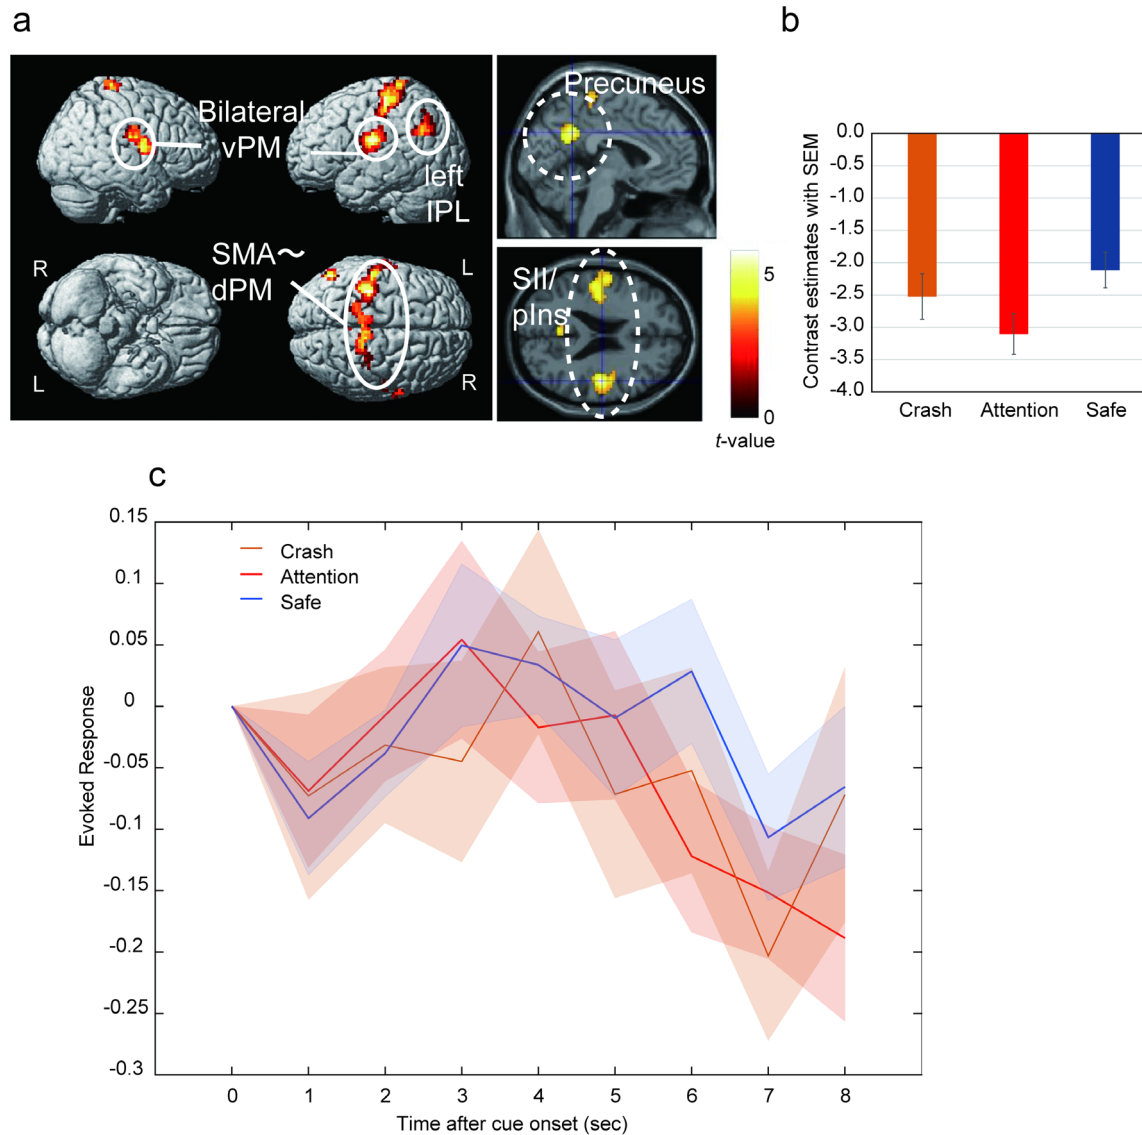 a
Bilateral
vPM
left
IPL
Precuneus
R
L
SMA～
dPM
L
R
SII/
pIns
5
0
t-value
b
Contrast estimates with SEM
0.0
-0.5
-1.0
-1.5
-2.0
-2.5
-3.0
-3.5
-4.0
Crash
Attention
Safe
c
Evoked Response
0.15
0.1
0.05
0
-0.05
-0.1
-0.15
-0.2
-0.25
-0.3
Crash
Attention
Safe
0 1 2 3 4 5 6 7 8
Time after cue onset (sec)